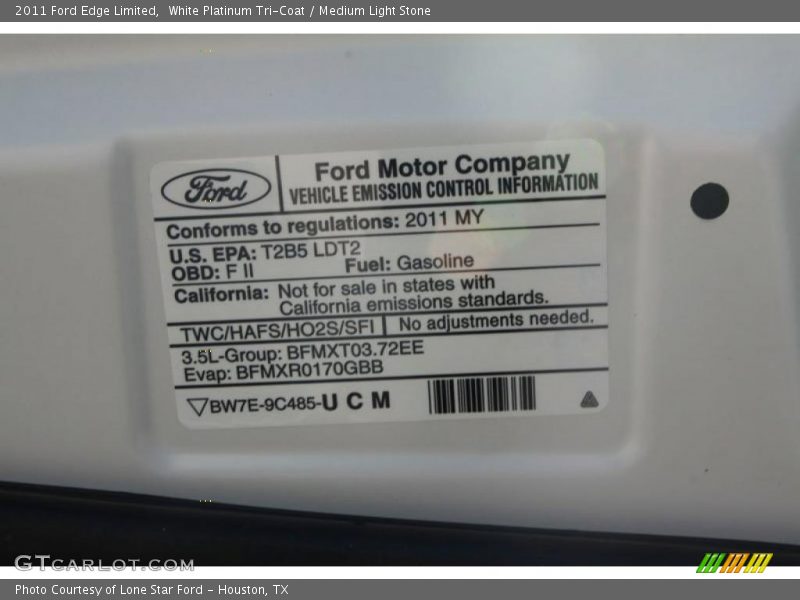 2011 Ford Edge Limited,  White Platinum Tri-Coat / Medium Light Stone
Ford
Ford Motor Company
VEHICLE EMISSION CONTROL INFORMATION
Conforms to regulations: 2011 MY
U.S. EPA: T2B5 LDT2
OBD: F II
Fuel: Gasoline
California: Not for sale in states with
California emissions standards.
TWC/HAFS/HO2S/SFI
No adjustments needed.
3.5L-Group: BFMXT03.72EE
Evap: BFMXR0170GBB
BW7E-9C485-U C M
GTCARLOT.COM
Photo Courtesy of Lone Star Ford - Houston, TX